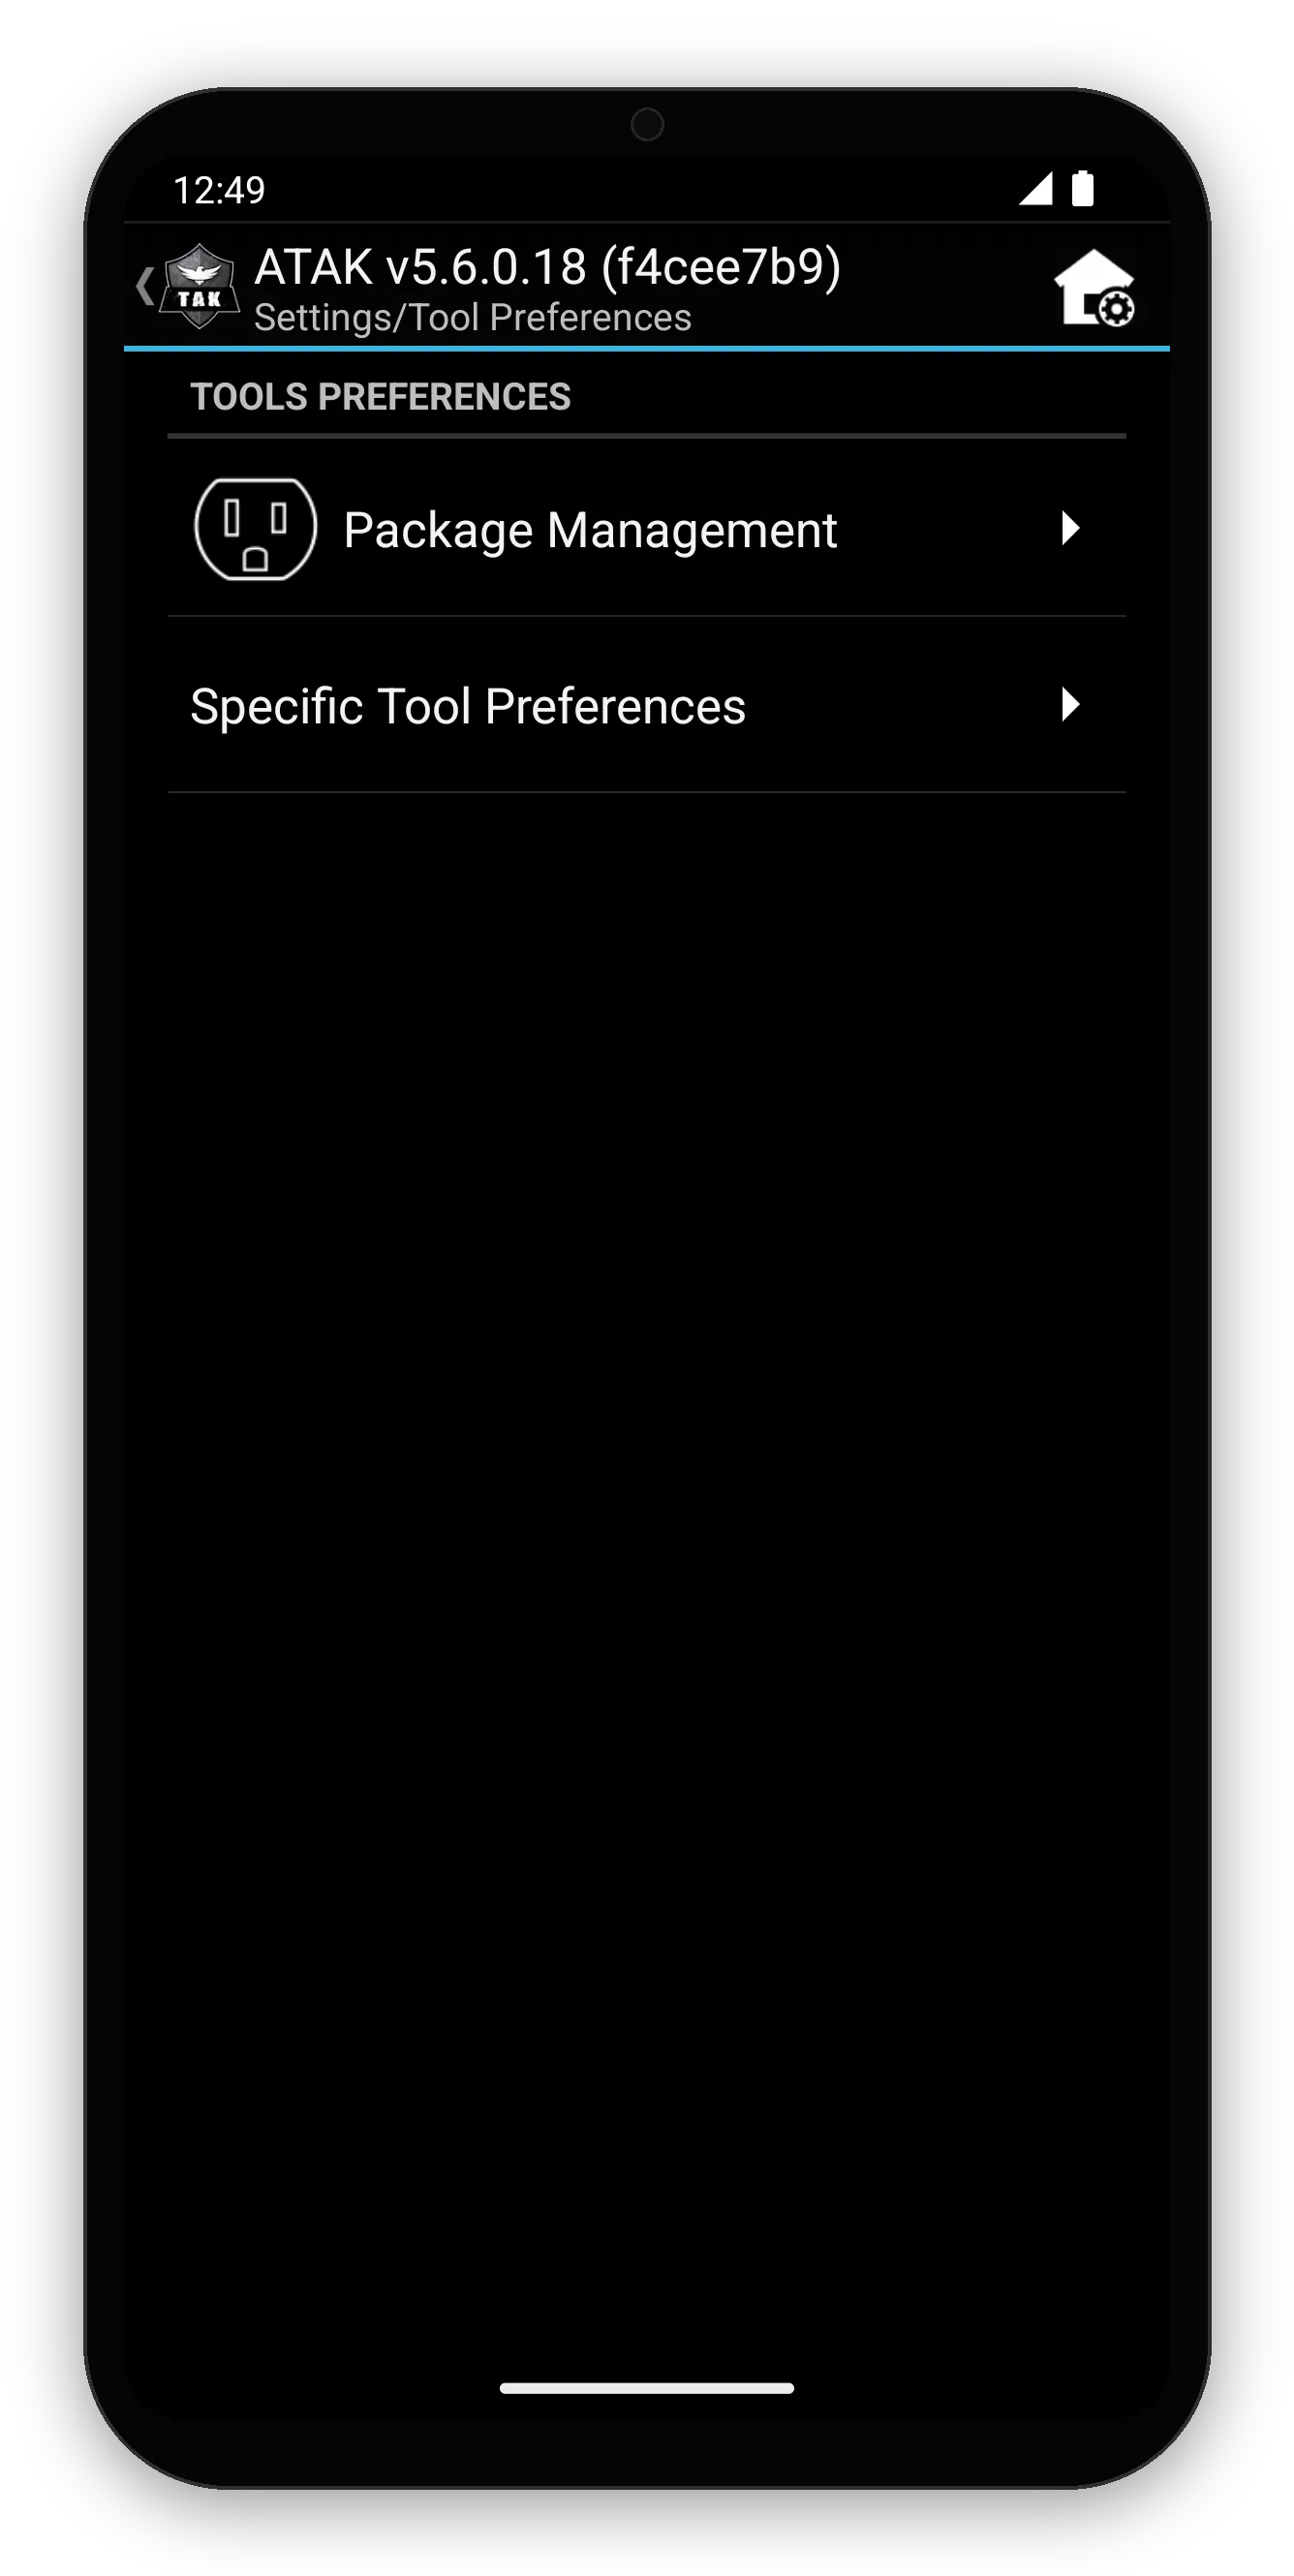 12:49
TAK
ATAK v5.6.0.18 (f4cee7b9)
Settings/Tool Preferences
TOOLS PREFERENCES
Package Management
Specific Tool Preferences